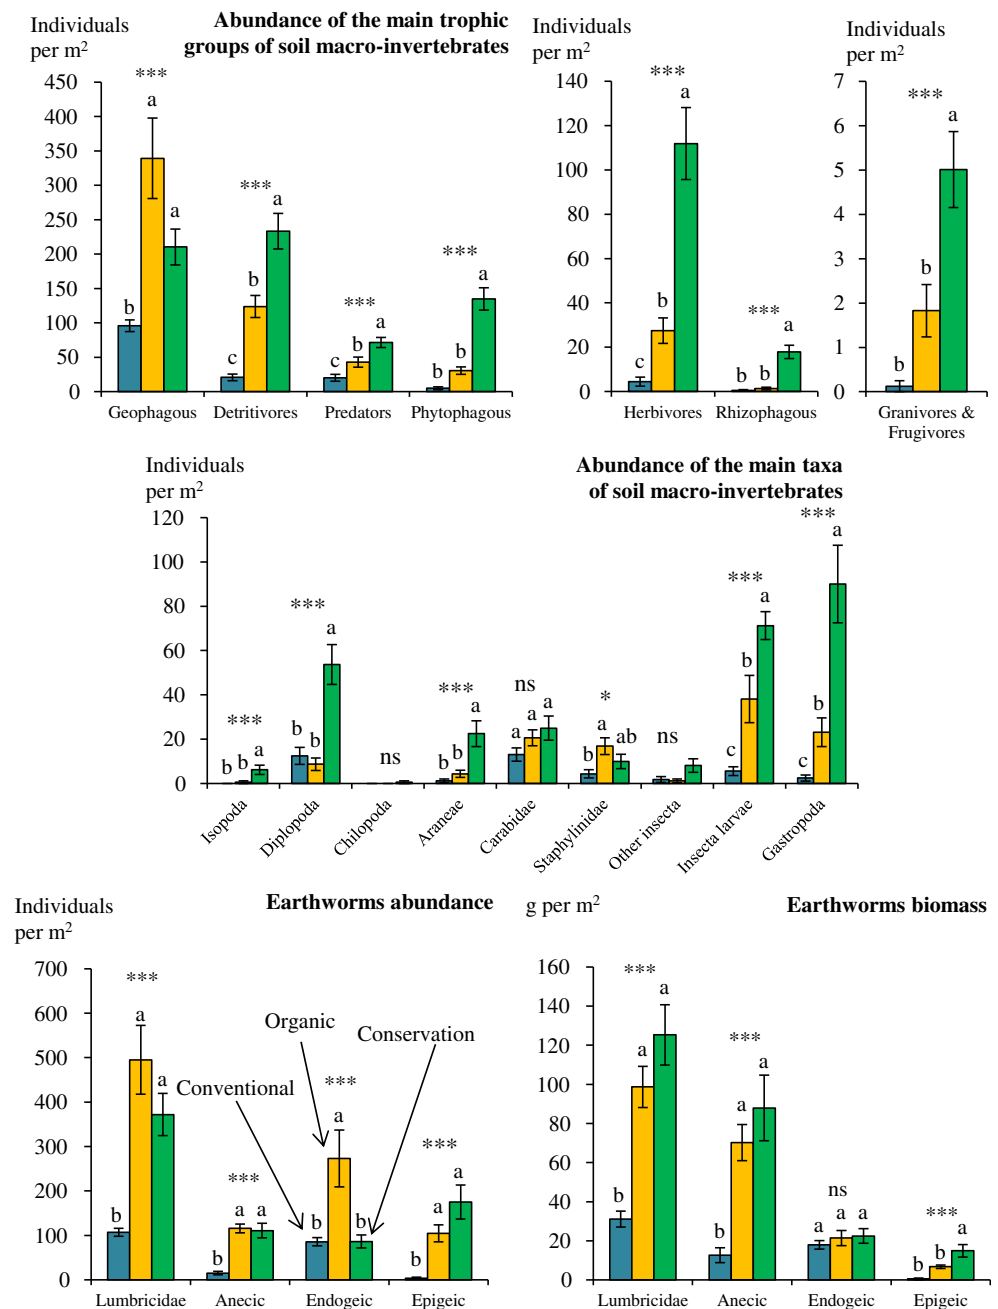 Individuals
per m2
Abundance of the main trophic
groups of soil macro-invertebrates
450
400
350
300
250
200
150
100
50
0
***
b
a
a
***
c
b
a
***
c
b
a
***
b
b
a
Geophagous Detritivores Predators Phytophagous
Individuals
per m2
140
120
100
80
60
40
20
0
***
c
b
a
***
b
b
a
Herbivores Rhizophagous
Individuals
per m2
7
6
5
4
3
2
1
0
***
b
b
a
Granivores &
Frugivores
Individuals
per m2
Abundance of the main taxa
of soil macro-invertebrates
120
100
80
60
40
20
0
***
b b a
***
b b a
ns
***
b b a
ns
a a a
*
b a ab
ns
***
c b a
***
c b a
Isopoda
Diplopoda
Chilopoda
Araneae
Carabidae
Staphylinidae
Other insecta
Insecta larvae
Gastropoda
Individuals
per m2
Earthworms abundance
700
600
500
400
300
200
100
0
Conventional
Organic
Conservation
***
b a a
***
b a a
***
b a b
***
b a a
Lumbricidae Anecic Endogeic Epigeic
g per m2
Earthworms biomass
160
140
120
100
80
60
40
20
0
***
b a a
***
b a a
ns
a a a
***
b b a
Lumbricidae Anecic Endogeic Epigeic